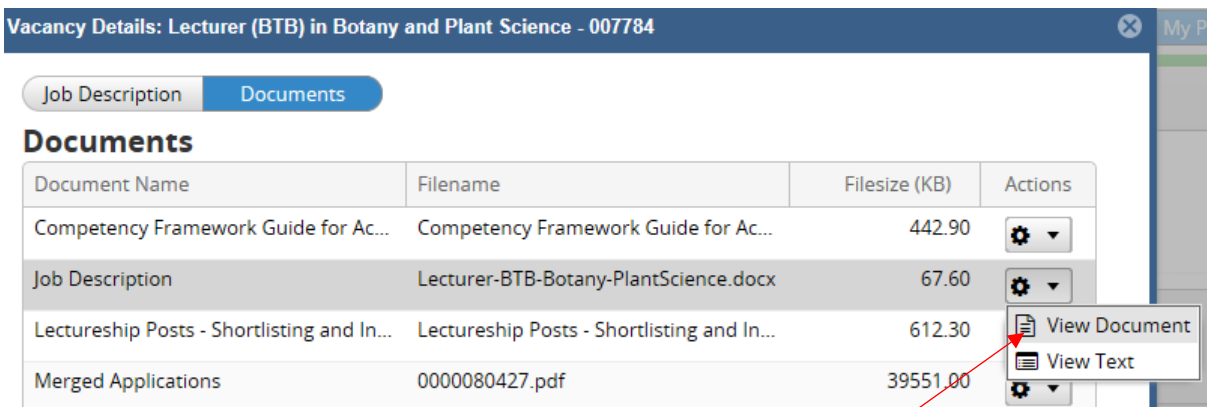 Vacancy Details: Lecturer (BTB) in Botany and Plant Science - 007784
My P
Job Description Documents
Documents
Document Name Filename Filesize (KB) Actions
Competency Framework Guide for Ac... Competency Framework Guide for Ac... 442.90
Job Description Lecturer-BTB-Botany-PlantScience.docx 67.60
Lectureship Posts - Shortlisting and In... Lectureship Posts - Shortlisting and In... 612.30
View Document
View Text
Merged Applications 0000080427.pdf 39551.00